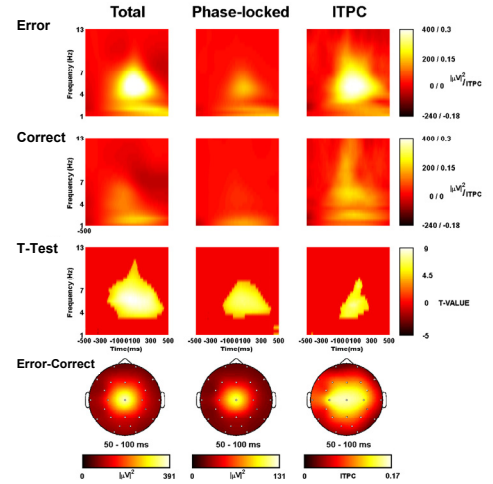 Total Phase-locked ITPC
Error
13
10
7
4
1
Frequency (Hz)
400 / 0.3
200 / 0.15
0 / 0
-240 / -0.18
|μV|²/ITPC
Correct
13
10
7
4
1
-500
Frequency (Hz)
400 / 0.3
200 / 0.15
0 / 0
-240 / -0.18
|μV|²/ITPC
T-Test
13
10
7
4
1
Frequency (Hz)
9
4.5
0
-5
T-VALUE
-500 -300 -100 100 300 500
-500 -300 -100 100 300 500
-500 -300 -100 100 300 500
Time(ms) Time(ms) Time(ms)
Error-Correct
50 - 100 ms 50 - 100 ms 50 - 100 ms
0 |μV|² 391
0 |μV|² 131
0 ITPC 0.17